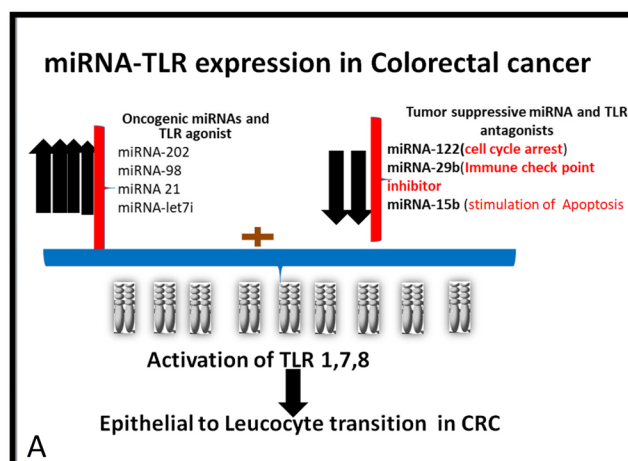 miRNA-TLR expression in Colorectal cancer
Oncogenic miRNAs and
TLR agonist
miRNA-202
miRNA-98
miRNA 21
miRNA-let7i
Tumor suppressive miRNA and TLR
antagonists
miRNA-122(cell cycle arrest)
miRNA-29b(Immune check point
inhibitor
miRNA-15b (stimulation of Apoptosis
Activation of TLR 1,7,8
Epithelial to Leucocyte transition in CRC
A